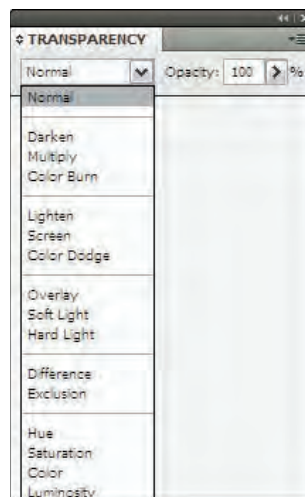 TRANSPARENCY
Normal Opacity: 100 %
Normal
Darken
Multiply
Color Burn
Lighten
Screen
Color Dodge
Overlay
Soft Light
Hard Light
Difference
Exclusion
Hue
Saturation
Color
Luminosity